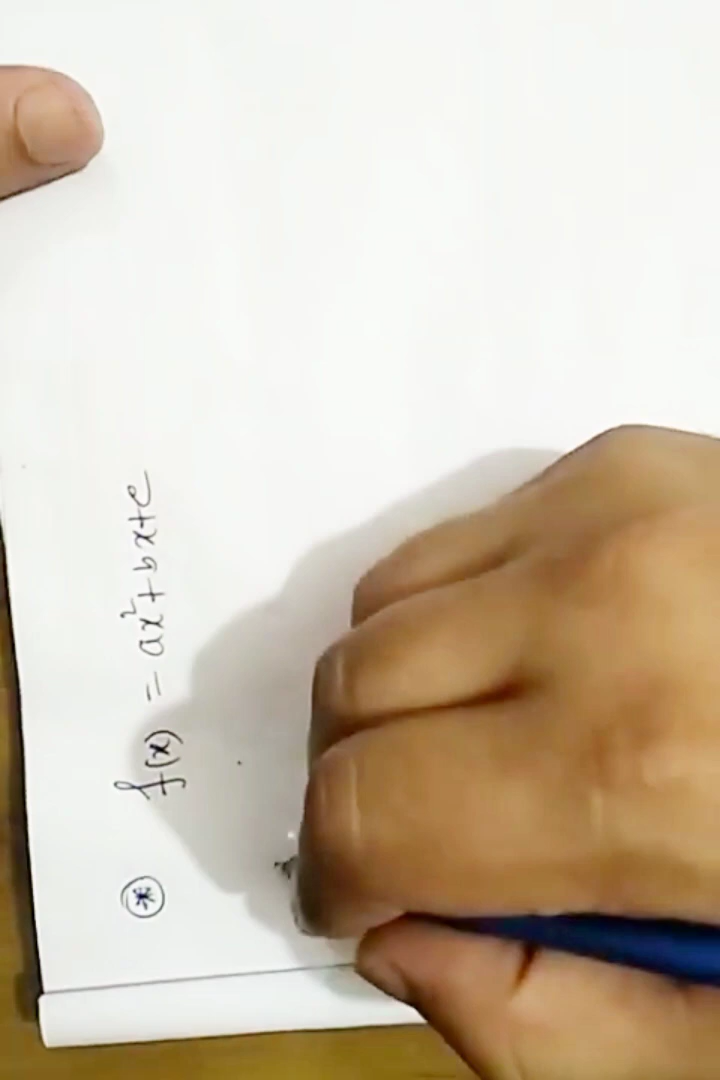 ⊛ f(x) = ax²+bx+c